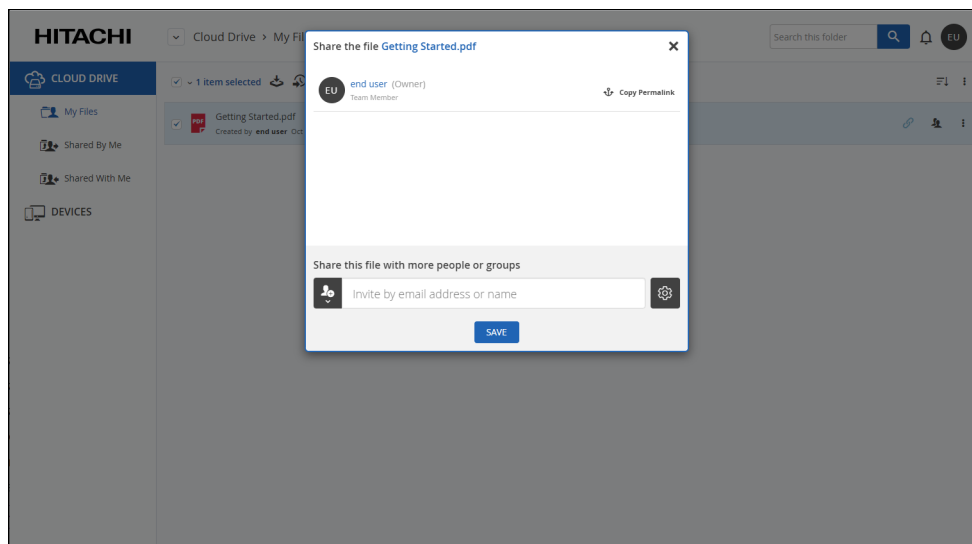 HITACHI
Cloud Drive > My Fil
Search this folder
EU
CLOUD DRIVE
My Files
Shared By Me
Shared With Me
DEVICES
1 item selected
PDF
Getting Started.pdf
Created by end user Oct
Share the file Getting Started.pdf
EU
end user (Owner)
Team Member
Copy Permalink
Share this file with more people or groups
Invite by email address or name
SAVE